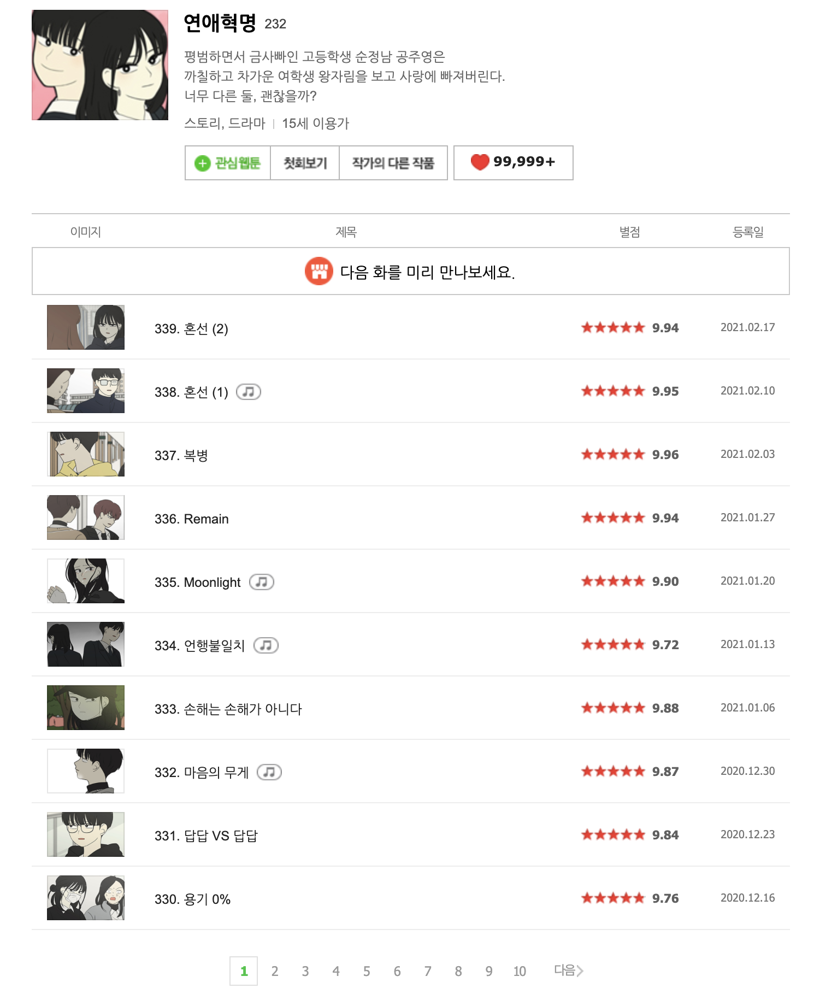 연애혁명 232
평범하면서 금사빠인 고등학생 순정남 공주영은
까칠하고 차가운 여학생 왕자림을 보고 사랑에 빠져버린다.
너무 다른 둘, 괜찮을까?
스토리, 드라마 | 15세 이용가
관심웹툰 첫회보기 작가의 다른 작품 99,999+
이미지 제목 별점 등록일
다음 화를 미리 만나보세요.
339. 혼선 (2) 9.94 2021.02.17
338. 혼선 (1) 9.95 2021.02.10
337. 복병 9.96 2021.02.03
336. Remain 9.94 2021.01.27
335. Moonlight 9.90 2021.01.20
334. 언행불일치 9.72 2021.01.13
333. 손해는 손해가 아니다 9.88 2021.01.06
332. 마음의 무게 9.87 2020.12.30
331. 답답 VS 답답 9.84 2020.12.23
330. 용기 0% 9.76 2020.12.16
1 2 3 4 5 6 7 8 9 10 다음